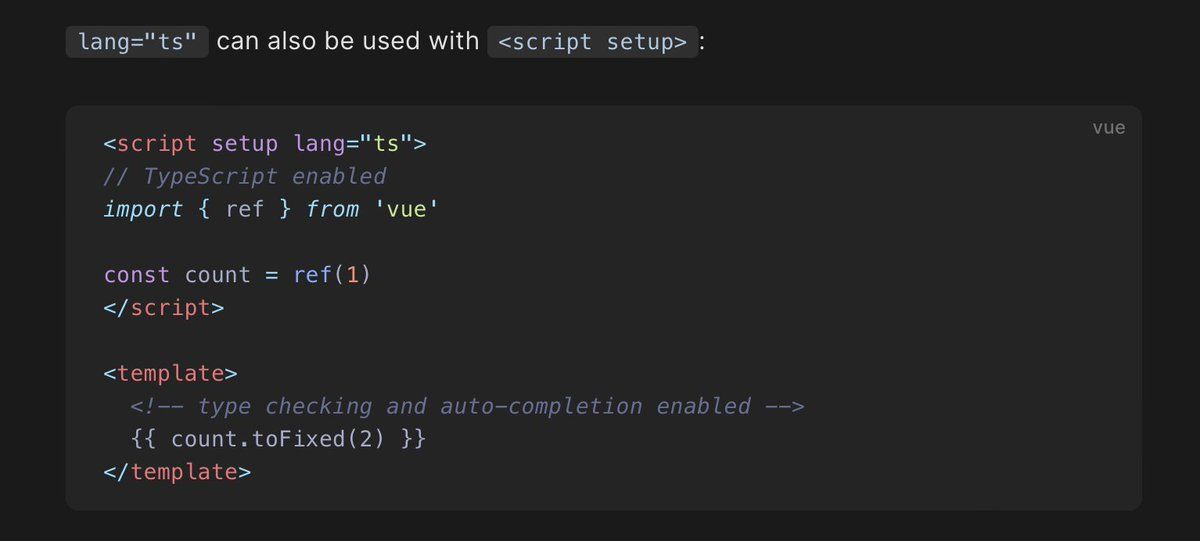 lang="ts" can also be used with <script setup>:
vue
<script setup lang="ts">
// TypeScript enabled
import { ref } from 'vue'

const count = ref(1)
</script>

<template>
  <!-- type checking and auto-completion enabled -->
  {{ count.toFixed(2) }}
</template>